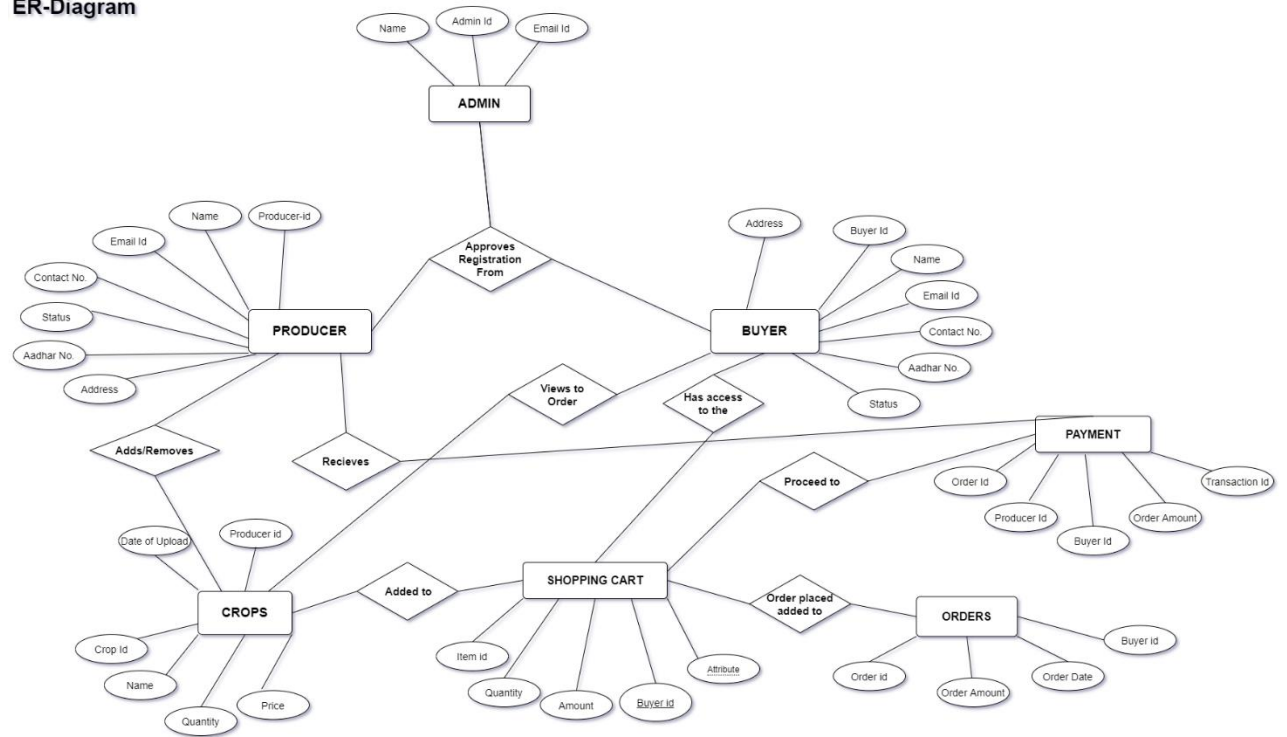 ER-Diagram
Name
Admin Id
Email Id
ADMIN
Name
Producer-id
Email Id
Contact No.
Status
Aadhar No.
Address
PRODUCER
Approves
Registration
From
Address
Buyer Id
Name
Email Id
Contact No.
Aadhar No.
Status
BUYER
Views to
Order
Has access
to the
Adds/Removes
Recieves
PAYMENT
Proceed to
Order Id
Transaction Id
Producer Id
Order Amount
Buyer Id
Date of Upload
Producer id
CROPS
Added to
SHOPPING CART
Order placed
added to
ORDERS
Crop Id
Name
Quantity
Price
Item id
Quantity
Amount
Buyer id
Attribute
Order id
Order Amount
Order Date
Buyer id